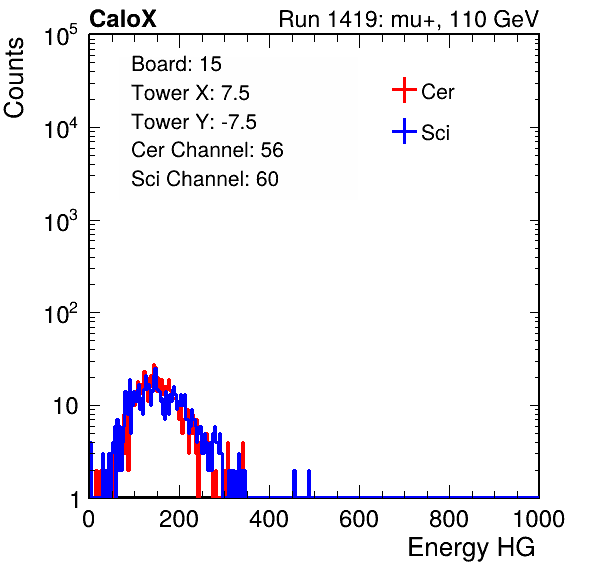 CaloX Run 1419: mu+, 110 GeV
Counts
10^5
10^4
10^3
10^2
10
1
Board: 15
Tower X: 7.5
Tower Y: -7.5
Cer Channel: 56
Sci Channel: 60
Cer
Sci
0 200 400 600 800 1000
Energy HG